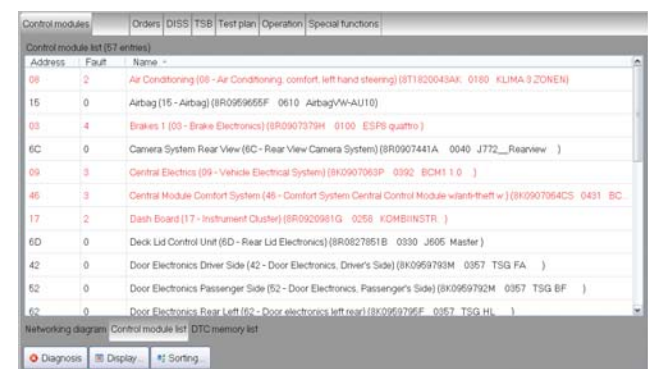 Control modules Orders DISS TSB Test plan Operation Special functions
Control module list (57 entries)
Address Fault Name
08 2 Air Conditioning (08 - Air Conditioning, comfort, left hand steering) (8T1820043AK 0180 KLIMA 3 ZONEN)
15 0 Airbag (15 - Airbag) (8R0959655F 0610 AirbagVW-AU10)
03 4 Brakes 1 (03 - Brake Electronics) (8R0907379H 0100 ESP8 quattro )
6C 0 Camera System Rear View (6C - Rear View Camera System) (8R0907441A 0040 J772__Rearview )
09 3 Central Electrics (09 - Vehicle Electrical System) (8K0907063P 0392 BCM1 1.0 )
46 3 Central Module Comfort System (46 - Comfort System Central Control Module w/anti-theft w ) (8K0907064CS 0431 BC...
17 2 Dash Board (17 - Instrument Cluster) (8R0920981G 0258 KOMBIINSTR. )
6D 0 Deck Lid Control Unit (6D - Rear Lid Electronics) (8R0827851B 0330 J605 Master )
42 0 Door Electronics Driver Side (42 - Door Electronics, Driver's Side) (8K0959793M 0357 TSG FA )
52 0 Door Electronics Passenger Side (52 - Door Electronics, Passenger's Side) (8K0959792M 0357 TSG BF )
62 0 Door Electronics Rear Left (62 - Door electronics left rear) (8K0959795F 0357 TSG HL )
Networking diagram Control module list DTC memory list
Diagnosis Display... Sorting...